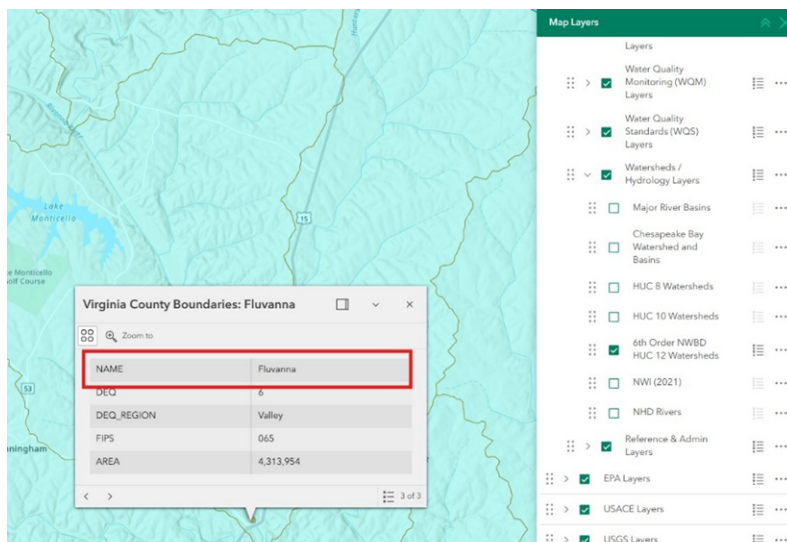 Lake
Monticello
e Monticello
olf Course
15
53
nningham
Virginia County Boundaries: Fluvanna
Zoom to
NAME Fluvanna
DEQ 6
DEQ_REGION Valley
FIPS 065
AREA 4,313,954
3 of 3
Map Layers
Layers
Water Quality
Monitoring (WQM)
Layers
Water Quality
Standards (WQS)
Layers
Watersheds /
Hydrology Layers
Major River Basins
Chesapeake Bay
Watershed and
Basins
HUC 8 Watersheds
HUC 10 Watersheds
6th Order NWBD
HUC 12 Watersheds
NWI (2021)
NHD Rivers
Reference & Admin
Layers
EPA Layers
USACE Layers
USGS Layers